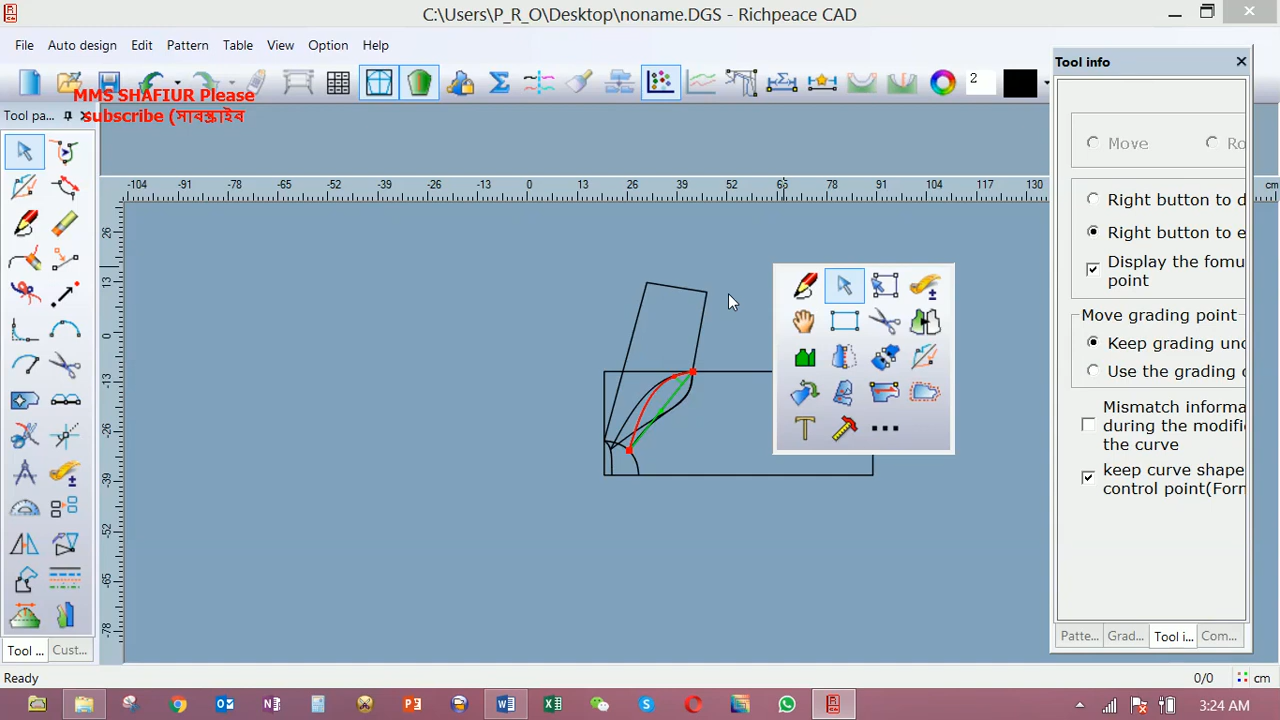 C:\Users\P_R_O\Desktop\noname.DGS - Richpeace CAD
File Auto design Edit Pattern Table View Option Help
2
MMS SHAFIUR Please
subscribe (সাবস্ক্রাইব
Tool pa...
Tool info
-104 -91 -78 -65 -52 -39 -26 -13 0 13 26 39 52 65 78 91 104 117 130 cm
26
13
0
-13
-26
-39
-52
-65
-78
Move Ro
Right button to d
Right button to e
Display the fomu
point
Move grading point
Keep grading unc
Use the grading c
Mismatch informa
during the modifi
the curve
keep curve shape
control point(Forn
Tool ... Cust...
Patte... Grad... Tool i... Com...
Ready 0/0 cm
3:24 AM